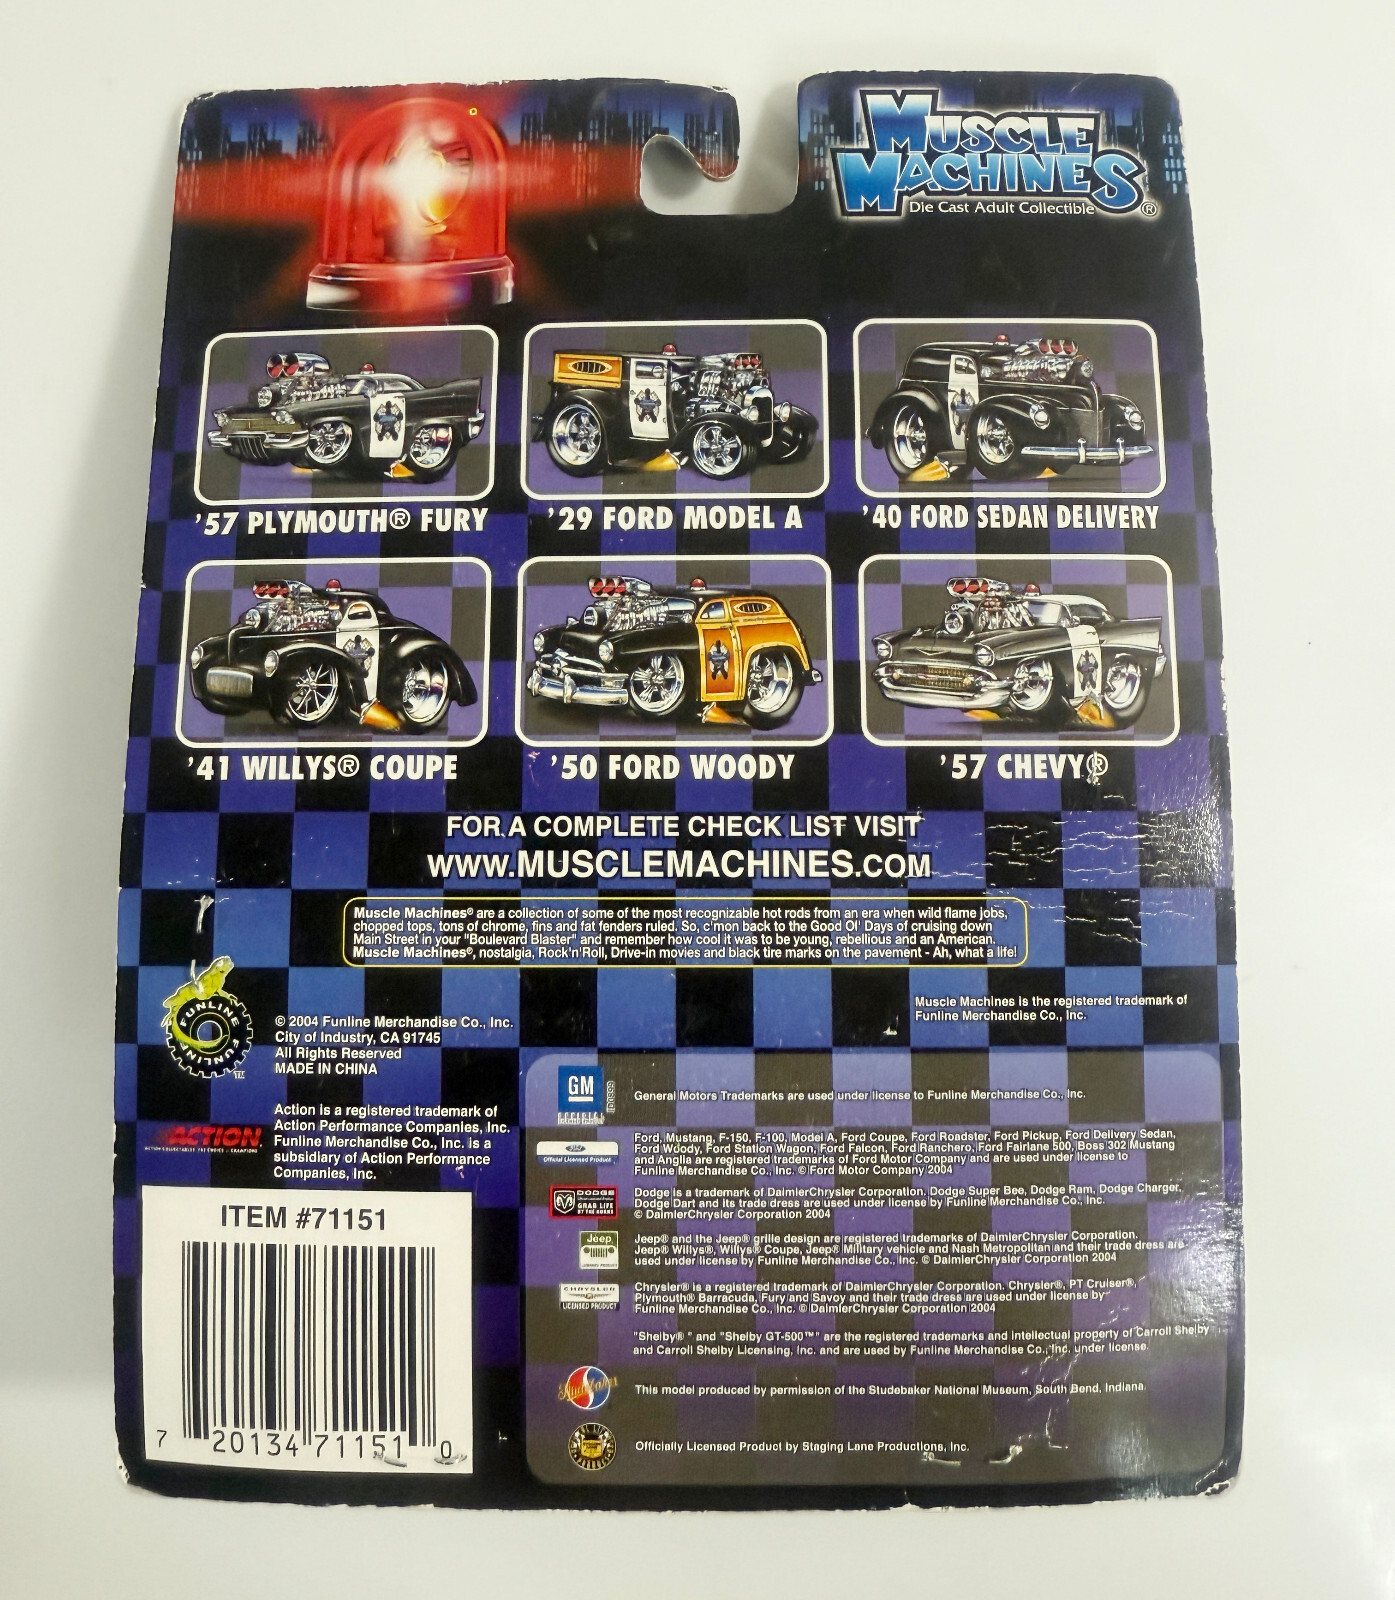 MUSCLE
MACHINES®
Die Cast Adult Collectible
'57 PLYMOUTH® FURY
'29 FORD MODEL A
'40 FORD SEDAN DELIVERY
'41 WILLYS® COUPE
'50 FORD WOODY
'57 CHEVY®
FOR A COMPLETE CHECK LIST VISIT
WWW.MUSCLEMACHINES.COM
Muscle Machines® are a collection of some of the most recognizable hot rods from an era when wild flame jobs,
chopped tops, tons of chrome, fins and fat fenders ruled. So, c'mon back to the Good Ol' Days of cruising down
Main Street in your "Boulevard Blaster" and remember how cool it was to be young, rebellious and an American.
Muscle Machines®, nostalgia, Rock'n'Roll, Drive-in movies and black tire marks on the pavement - Ah, what a life!
Muscle Machines is the registered trademark of
Funline Merchandise Co., Inc.
FUNLINE FUNLINE
TM
© 2004 Funline Merchandise Co., Inc.
City of Industry, CA 91745
All Rights Reserved
MADE IN CHINA
ACTION
Action is a registered trademark of
Action Performance Companies, Inc.
Funline Merchandise Co., Inc. is a
subsidiary of Action Performance
Companies, Inc.
ITEM #71151
7 20134 71151 0
GM
General Motors Trademarks are used under license to Funline Merchandise Co., Inc.
Official Licensed Product
Ford, Mustang, F-150, F-100, Model A, Ford Coupe, Ford Roadster, Ford Pickup, Ford Delivery Sedan,
Ford Woody, Ford Station Wagon, Ford Falcon, Ford Ranchero, Ford Fairlane 500, Boss 302 Mustang
and Anglia are registered trademarks of Ford Motor Company and are used under license to
Funline Merchandise Co., Inc. © Ford Motor Company 2004
DODGE
GRAB LIFE
BY THE HORNS
Dodge is a trademark of DaimlerChrysler Corporation. Dodge Super Bee, Dodge Ram, Dodge Charger,
Dodge Dart and its trade dress are used under license by Funline Merchandise Co., Inc.
© DaimlerChrysler Corporation 2004
Jeep
Jeep® and the Jeep® grille design are registered trademarks of DaimlerChrysler Corporation.
Jeep® Willys®, Willys® Coupe, Jeep® Military vehicle and Nash Metropolitan and their trade dress are
used under license by Funline Merchandise Co., Inc. © DaimlerChrysler Corporation 2004
CHRYSLER
LICENSED PRODUCT
Chrysler® is a registered trademark of DaimlerChrysler Corporation. Chrysler®, PT Cruiser®,
Plymouth® Barracuda, Fury and Savoy and their trade dress are used under license by
Funline Merchandise Co., Inc. © DaimlerChrysler Corporation 2004
"Shelby®" and "Shelby GT-500™" are the registered trademarks and intellectual property of Carroll Shelby
and Carroll Shelby Licensing, Inc. and are used by Funline Merchandise Co., Inc. under license.
Studebaker
This model produced by permission of the Studebaker National Museum, South Bend, Indiana.
Officially Licensed Product by Staging Lane Productions, Inc.